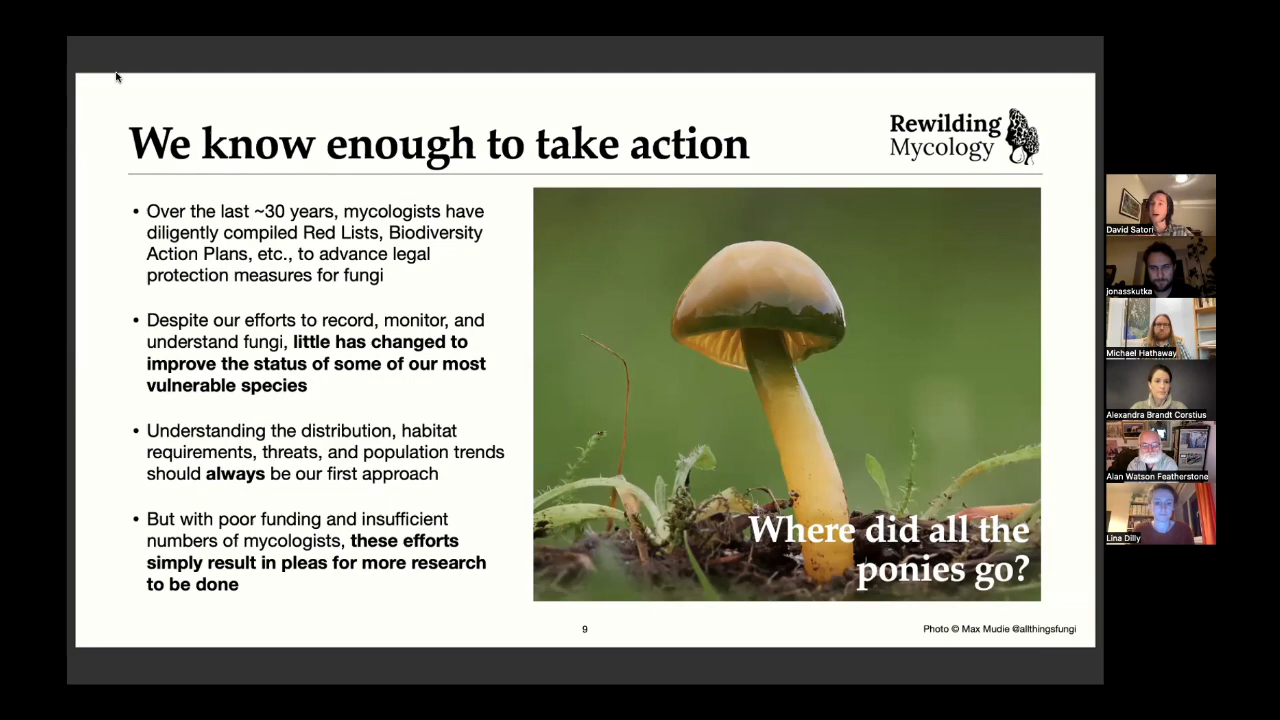 We know enough to take action
Rewilding
Mycology
• Over the last ~30 years, mycologists have
diligently compiled Red Lists, Biodiversity
Action Plans, etc., to advance legal
protection measures for fungi
• Despite our efforts to record, monitor, and
understand fungi, little has changed to
improve the status of some of our most
vulnerable species
• Understanding the distribution, habitat
requirements, threats, and population trends
should always be our first approach
• But with poor funding and insufficient
numbers of mycologists, these efforts
simply result in pleas for more research
to be done
Where did all the
ponies go?
9
Photo © Max Mudie @allthingsfungi
David Satori
jonasskutka
Michael Hathaway
Alexandra Brandt Corstius
Alan Watson Featherstone
Lina Dilly